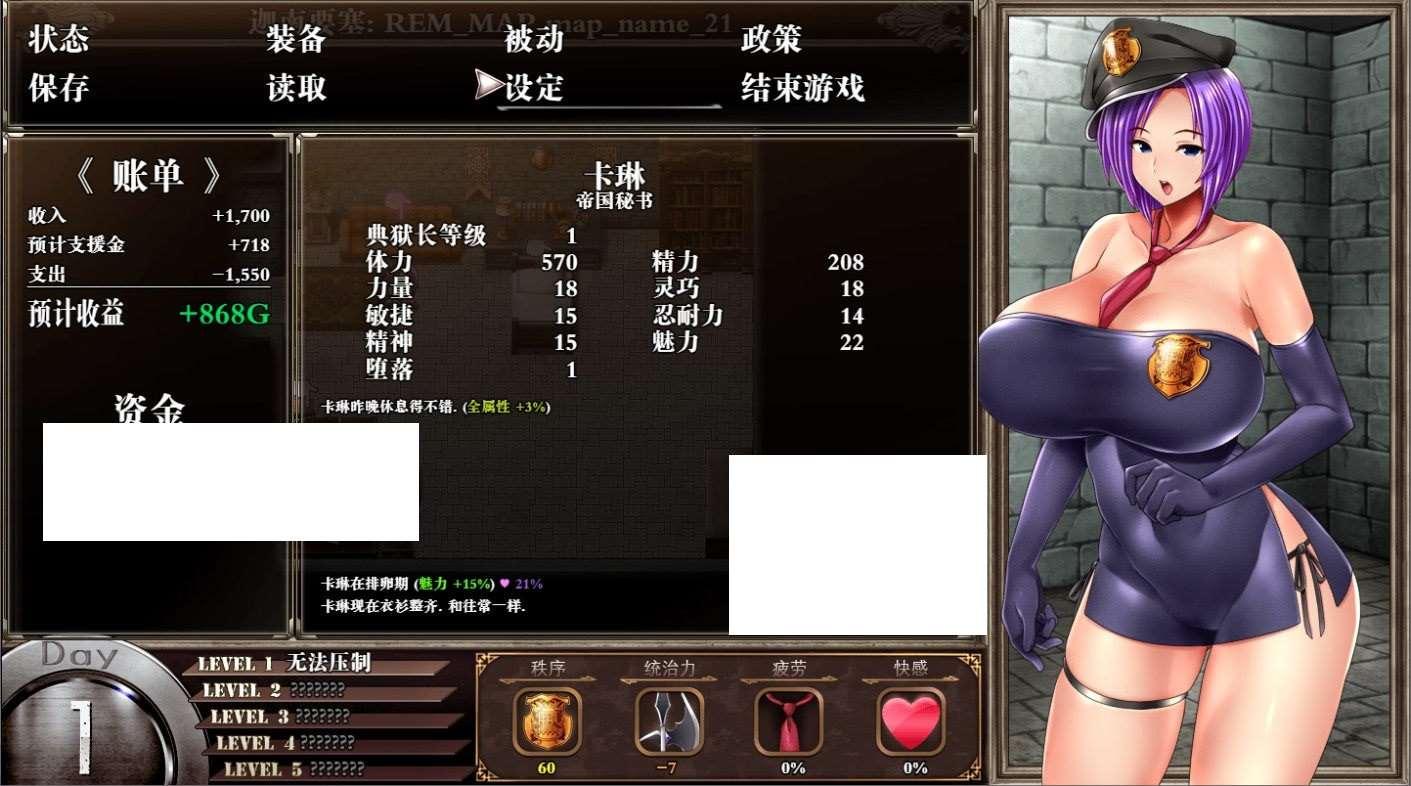 迦南要塞: REM_MAP map_name_21
状态 装备 被动 政策
保存 读取 设定 结束游戏
《 账单 》
收入 +1,700
预计支援金 +718
支出 −1,550
预计收益 +868G
资金
卡琳
帝国秘书
典狱长等级 1
体力 570 精力 208
力量 18 灵巧 18
敏捷 15 忍耐力 14
精神 15 魅力 22
堕落 1
卡琳昨晚休息得不错. (全属性 +3%)
卡琳在排卵期 (魅力 +15%) ♥ 21%
卡琳现在衣衫整齐. 和往常一样.
Day
1
LEVEL 1 无法压制
LEVEL 2 ???????
LEVEL 3 ???????
LEVEL 4 ???????
LEVEL 5 ???????
秩序 统治力 疲劳 快感
60 −7 0% 0%